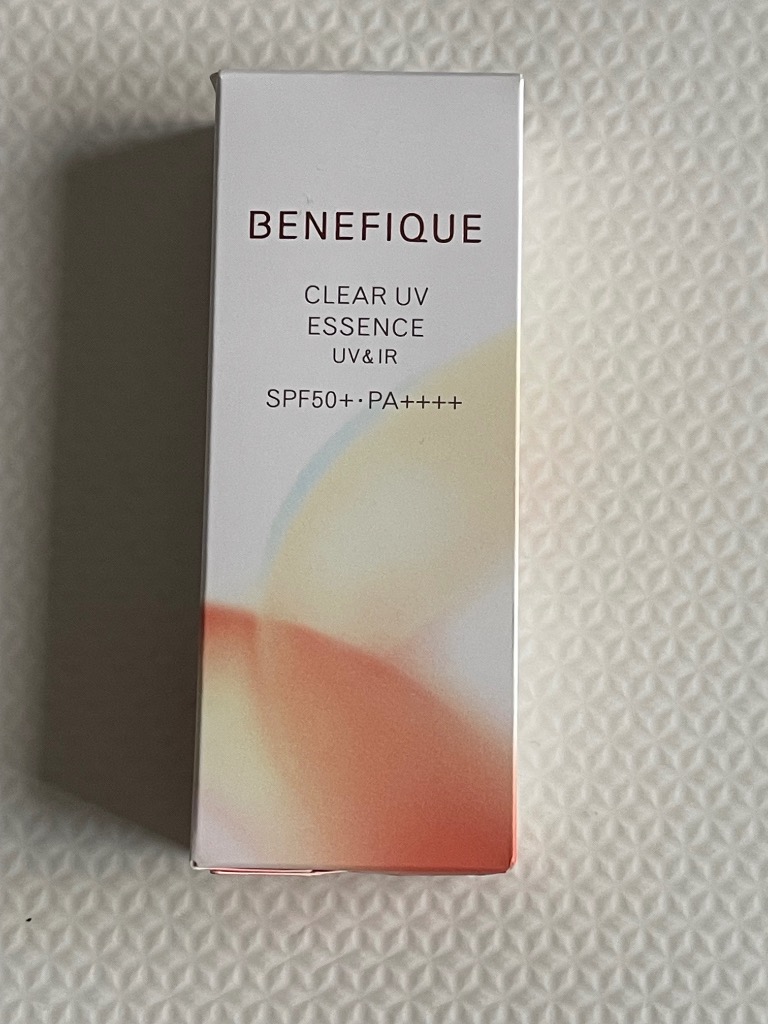 BENEFIQUE
CLEAR UV
ESSENCE
UV&IR
SPF50+·PA++++